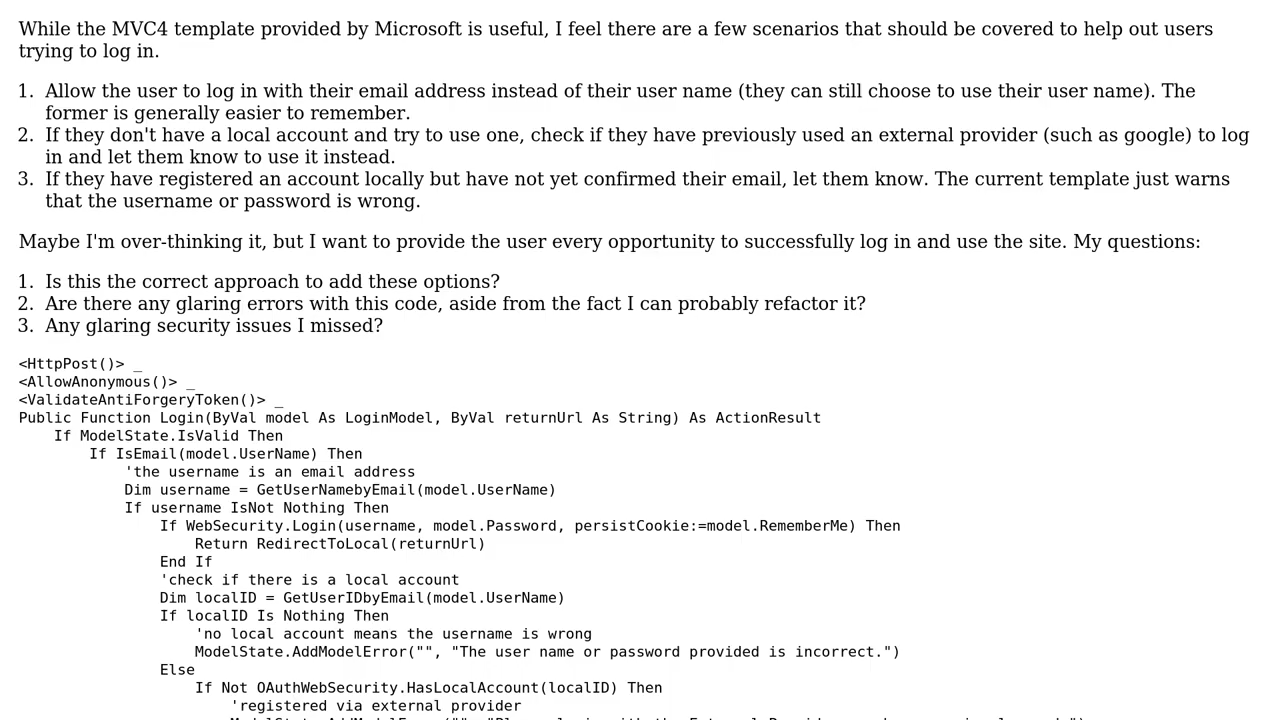 While the MVC4 template provided by Microsoft is useful, I feel there are a few scenarios that should be covered to help out users
trying to log in.
1. Allow the user to log in with their email address instead of their user name (they can still choose to use their user name). The
former is generally easier to remember.
2. If they don't have a local account and try to use one, check if they have previously used an external provider (such as google) to log
in and let them know to use it instead.
3. If they have registered an account locally but have not yet confirmed their email, let them know. The current template just warns
that the username or password is wrong.
Maybe I'm over-thinking it, but I want to provide the user every opportunity to successfully log in and use the site. My questions:
1. Is this the correct approach to add these options?
2. Are there any glaring errors with this code, aside from the fact I can probably refactor it?
3. Any glaring security issues I missed?
<HttpPost()> _
<AllowAnonymous()> _
<ValidateAntiForgeryToken()> _
Public Function Login(ByVal model As LoginModel, ByVal returnUrl As String) As ActionResult
    If ModelState.IsValid Then
        If IsEmail(model.UserName) Then
            'the username is an email address
            Dim username = GetUserNamebyEmail(model.UserName)
            If username IsNot Nothing Then
                If WebSecurity.Login(username, model.Password, persistCookie:=model.RememberMe) Then
                    Return RedirectToLocal(returnUrl)
                End If
                'check if there is a local account
                Dim localID = GetUserIDbyEmail(model.UserName)
                If localID Is Nothing Then
                    'no local account means the username is wrong
                    ModelState.AddModelError("", "The user name or password provided is incorrect.")
                Else
                    If Not OAuthWebSecurity.HasLocalAccount(localID) Then
                        'registered via external provider